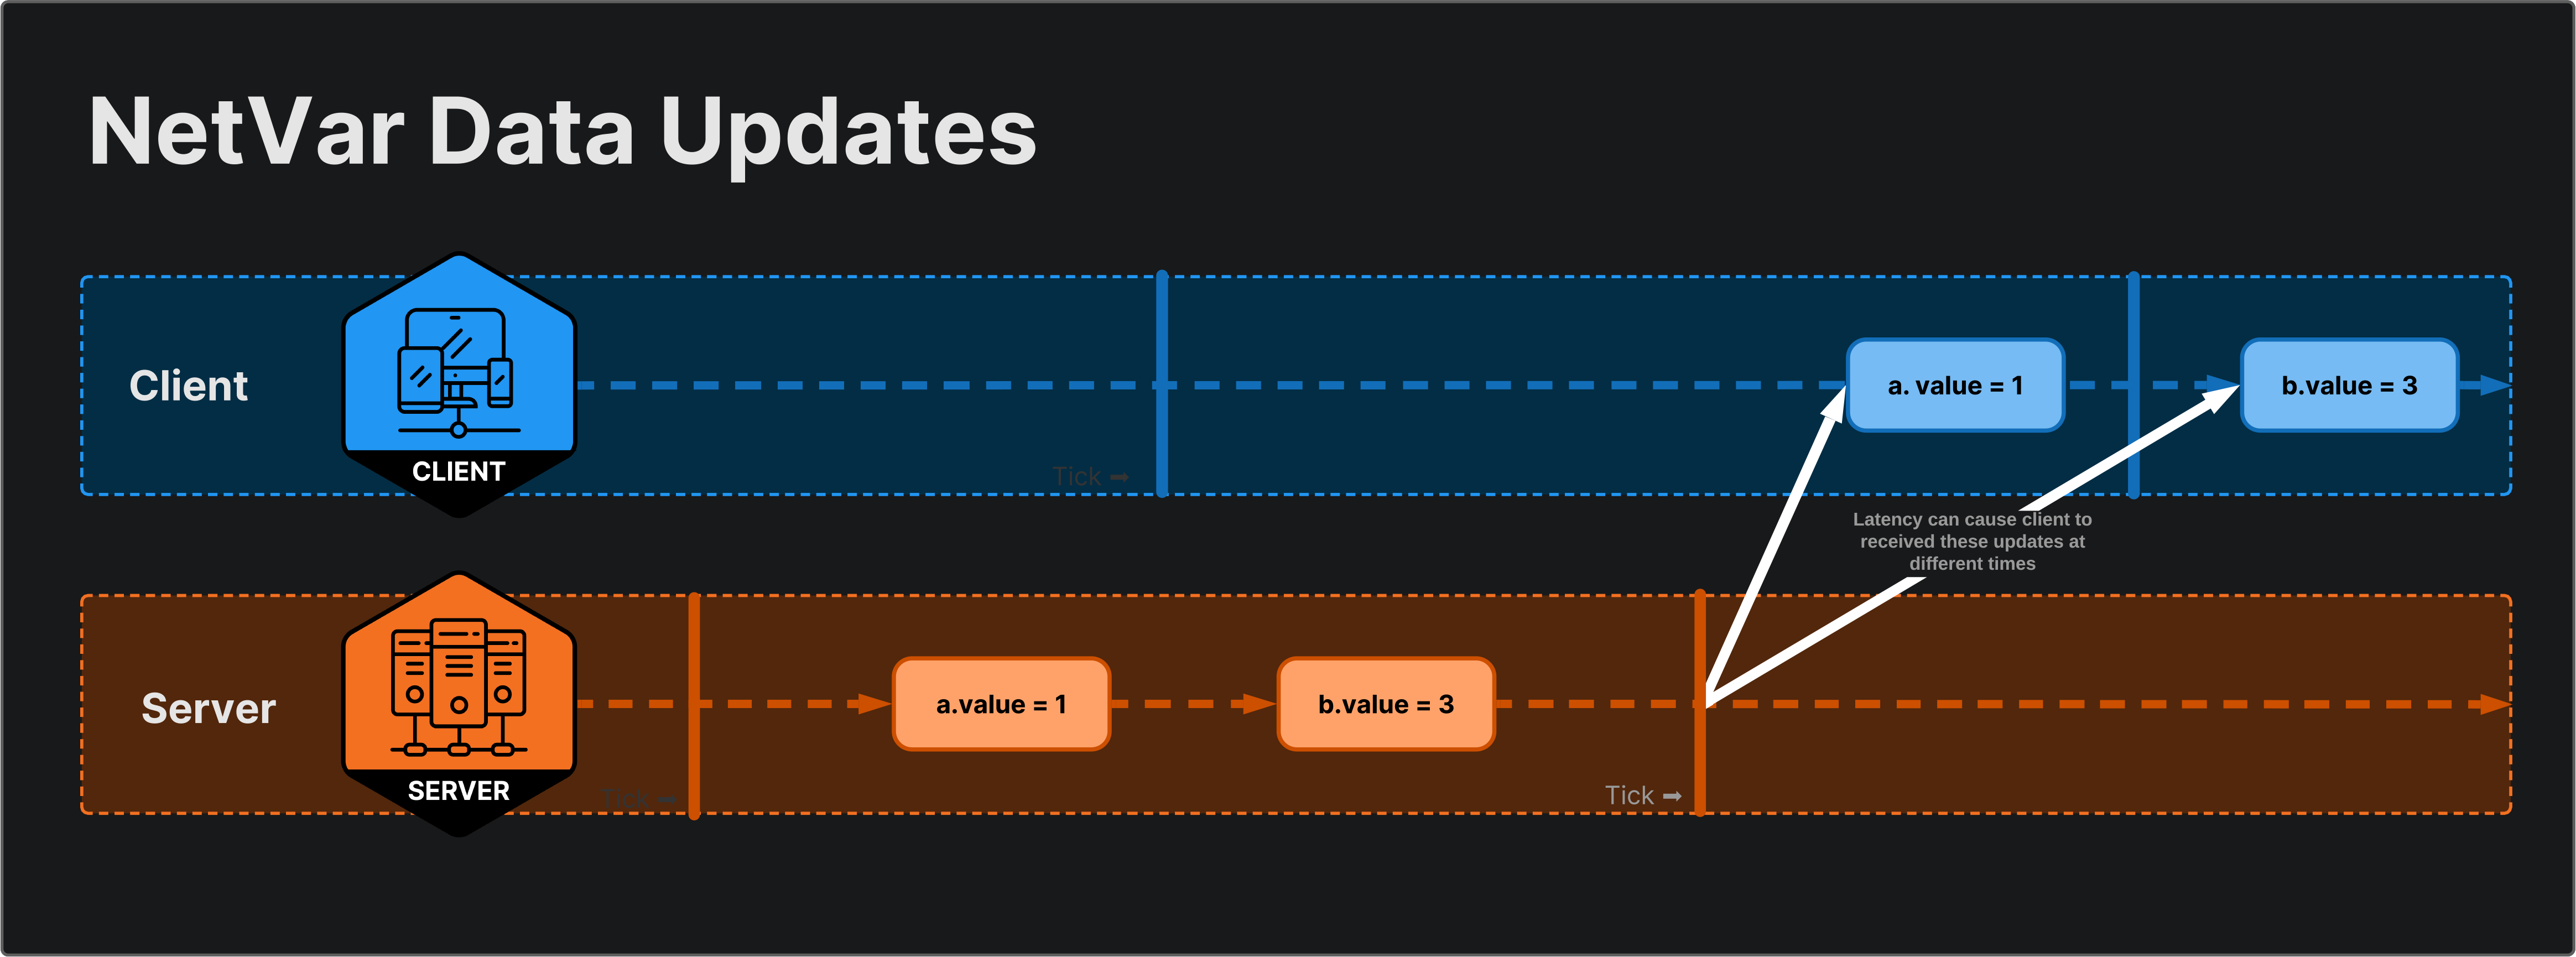 NetVar Data Updates
Client
CLIENT
a. value = 1
b.value = 3
Tick ➡
Latency can cause client to
received these updates at
different times
Server
SERVER
a.value = 1
b.value = 3
Tick ➡
Tick ➡